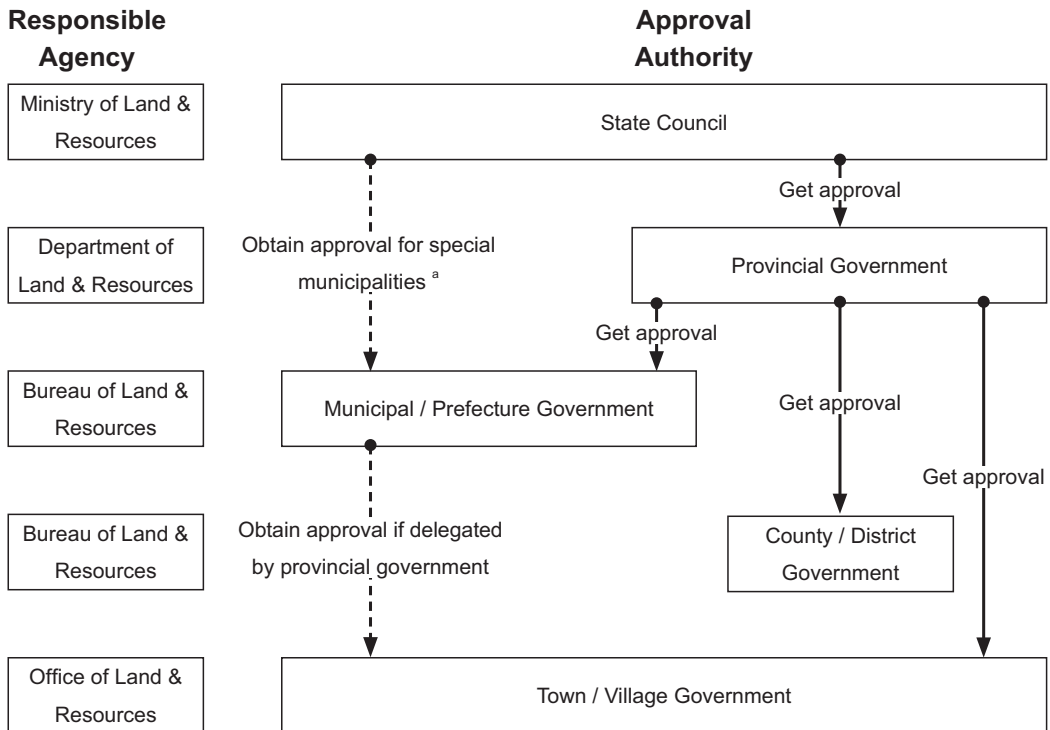 Responsible
Agency
Approval
Authority
Ministry of Land &
Resources
State Council
Get approval
Department of
Land & Resources
Obtain approval for special
municipalities a
Provincial Government
Get approval
Bureau of Land &
Resources
Municipal / Prefecture Government
Get approval
Get approval
Bureau of Land &
Resources
Obtain approval if delegated
by provincial government
County / District
Government
Office of Land &
Resources
Town / Village Government